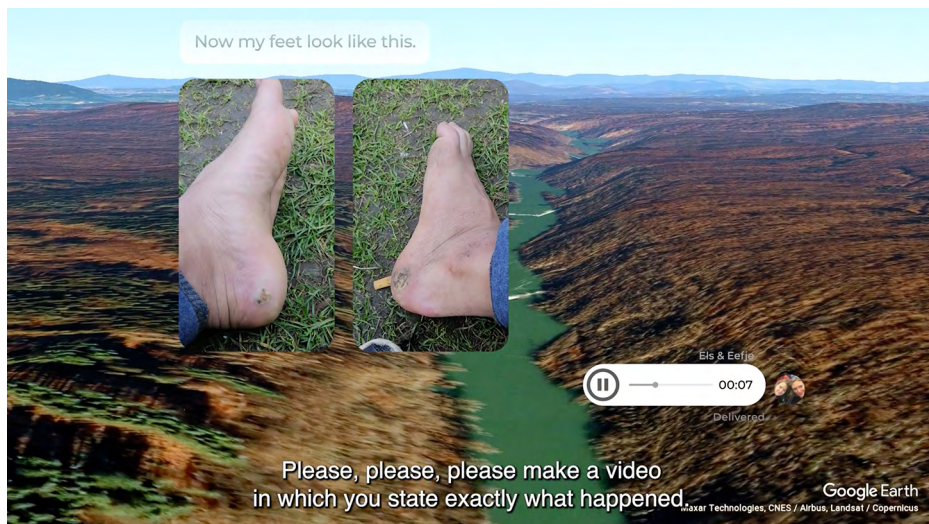 Now my feet look like this.
Els & Eefje
00:07
Delivered
Please, please, please make a video
in which you state exactly what happened.
Google Earth
Maxar Technologies, CNES / Airbus, Landsat / Copernicus